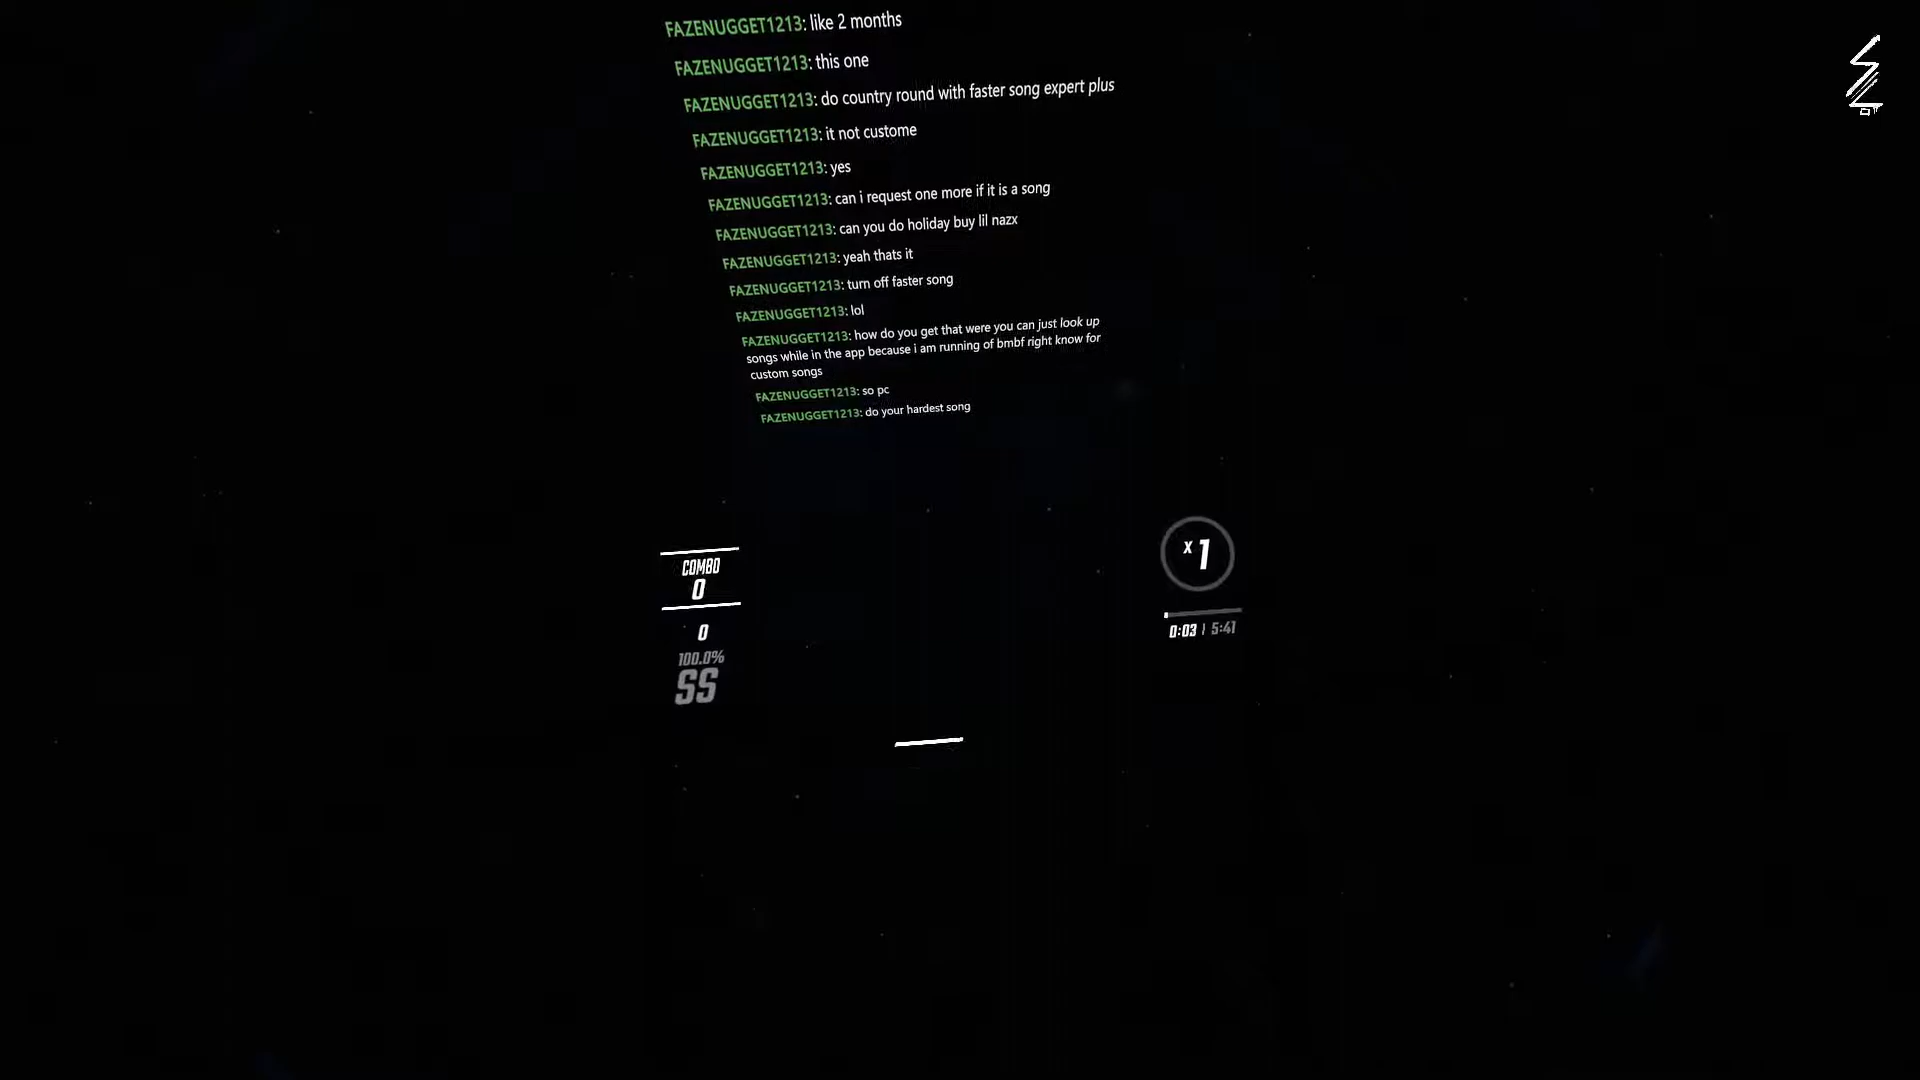 FAZENUGGET1213: like 2 months
FAZENUGGET1213: this one
FAZENUGGET1213: do country round with faster song expert plus
FAZENUGGET1213: it not custome
FAZENUGGET1213: yes
FAZENUGGET1213: can i request one more if it is a song
FAZENUGGET1213: can you do holiday buy lil nazx
FAZENUGGET1213: yeah thats it
FAZENUGGET1213: turn off faster song
FAZENUGGET1213: lol
FAZENUGGET1213: how do you get that were you can just look up
songs while in the app because i am running of bmbf right know for
custom songs
FAZENUGGET1213: so pc
FAZENUGGET1213: do your hardest song
COMBO
0
0
100.0%
SS
x 1
0:03 | 5:41